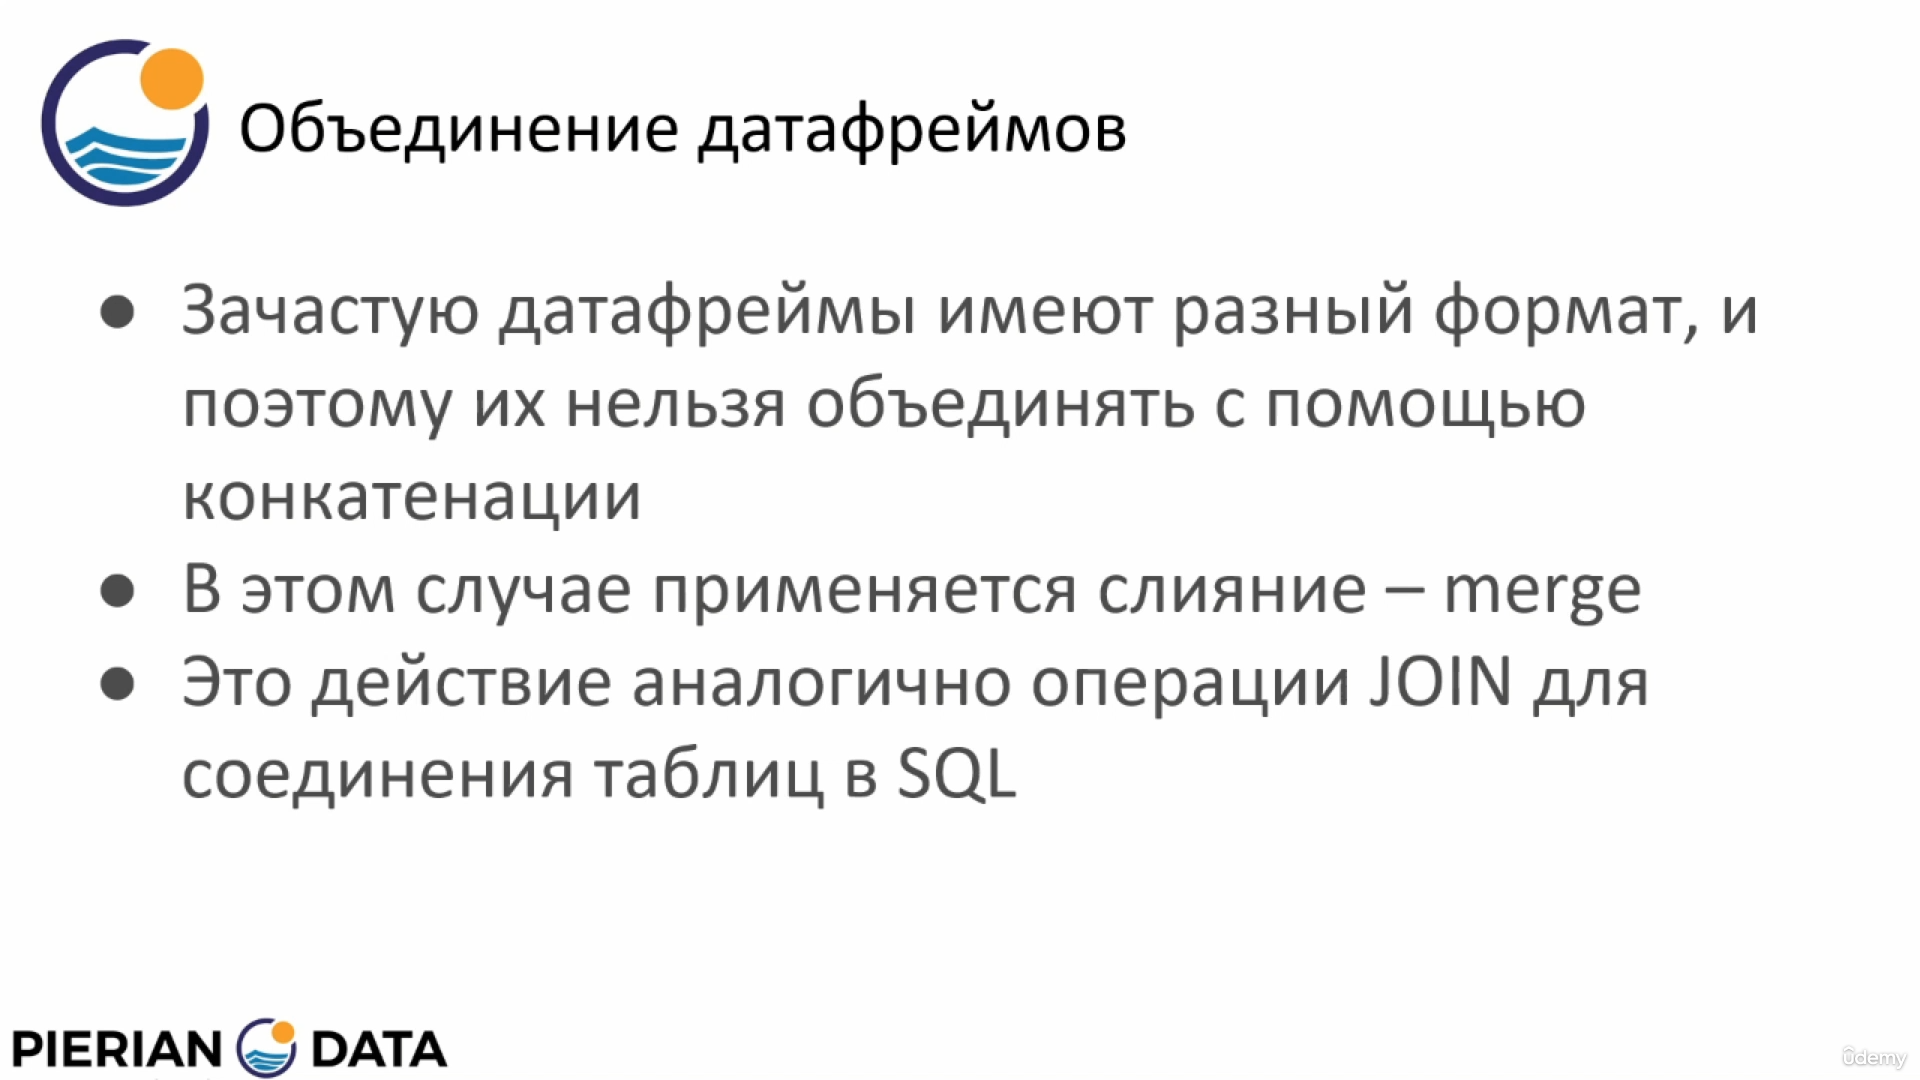 Объединение датафреймов
● Зачастую датафреймы имеют разный формат, и
поэтому их нельзя объединять с помощью
конкатенации
● В этом случае применяется слияние – merge
● Это действие аналогично операции JOIN для
соединения таблиц в SQL
PIERIAN DATA
ûdemy